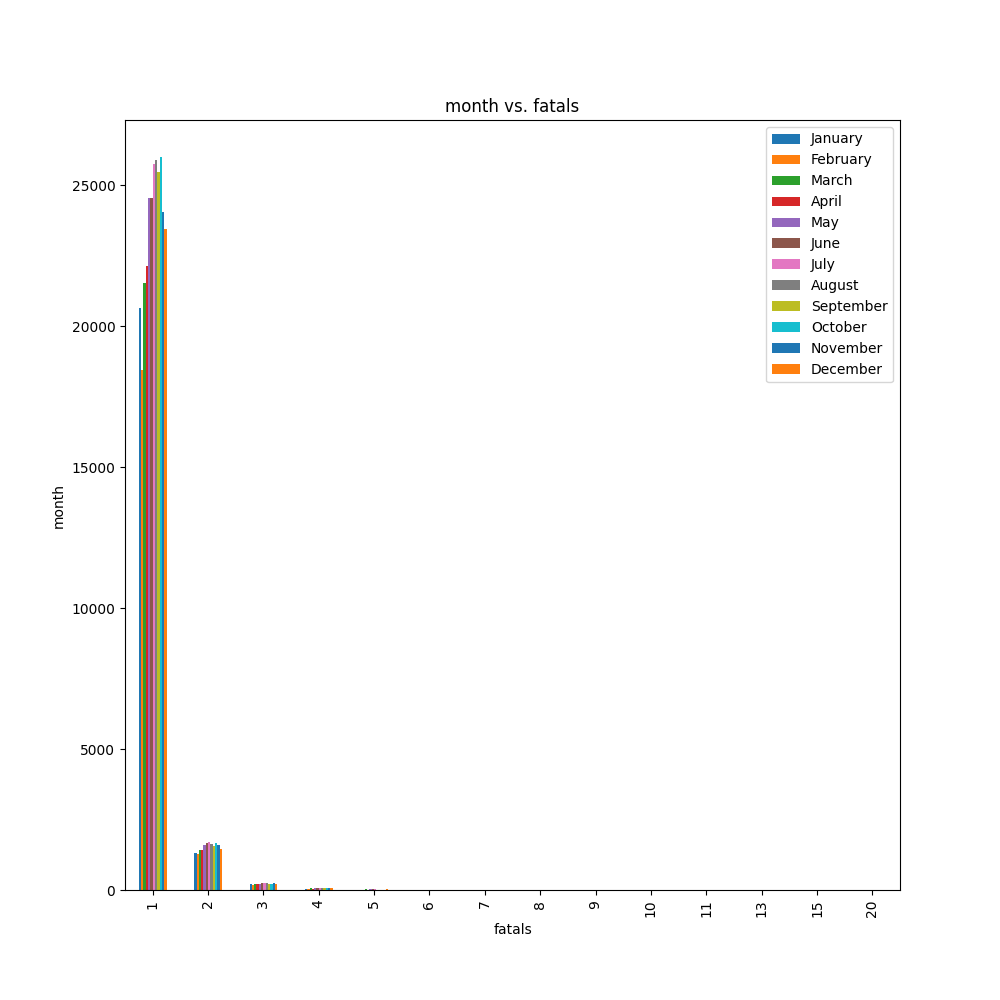 month vs. fatals
January
February
March
April
May
June
July
August
September
October
November
December
25000
20000
15000
10000
5000
0
month
1 2 3 4 5 6 7 8 9 10 11 13 15 20
fatals